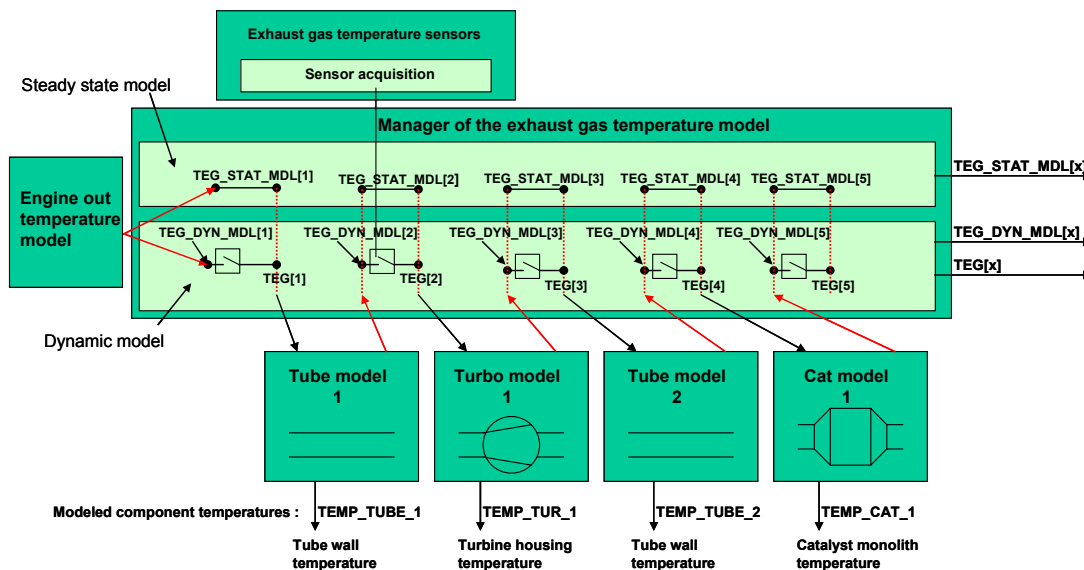 Exhaust gas temperature sensors
Sensor acquisition
Steady state model
Manager of the exhaust gas temperature model
Engine out
temperature
model
TEG_STAT_MDL[1]
TEG_STAT_MDL[2]
TEG_STAT_MDL[3]
TEG_STAT_MDL[4]
TEG_STAT_MDL[5]
TEG_STAT_MDL[x]
TEG_DYN_MDL[1]
TEG_DYN_MDL[2]
TEG_DYN_MDL[3]
TEG_DYN_MDL[4]
TEG_DYN_MDL[5]
TEG_DYN_MDL[x]
TEG[1]
TEG[2]
TEG[3]
TEG[4]
TEG[5]
TEG[x]
Dynamic model
Tube model
1
Turbo model
1
Tube model
2
Cat model
1
Modeled component temperatures :
TEMP_TUBE_1
TEMP_TUR_1
TEMP_TUBE_2
TEMP_CAT_1
Tube wall
temperature
Turbine housing
temperature
Tube wall
temperature
Catalyst monolith
temperature